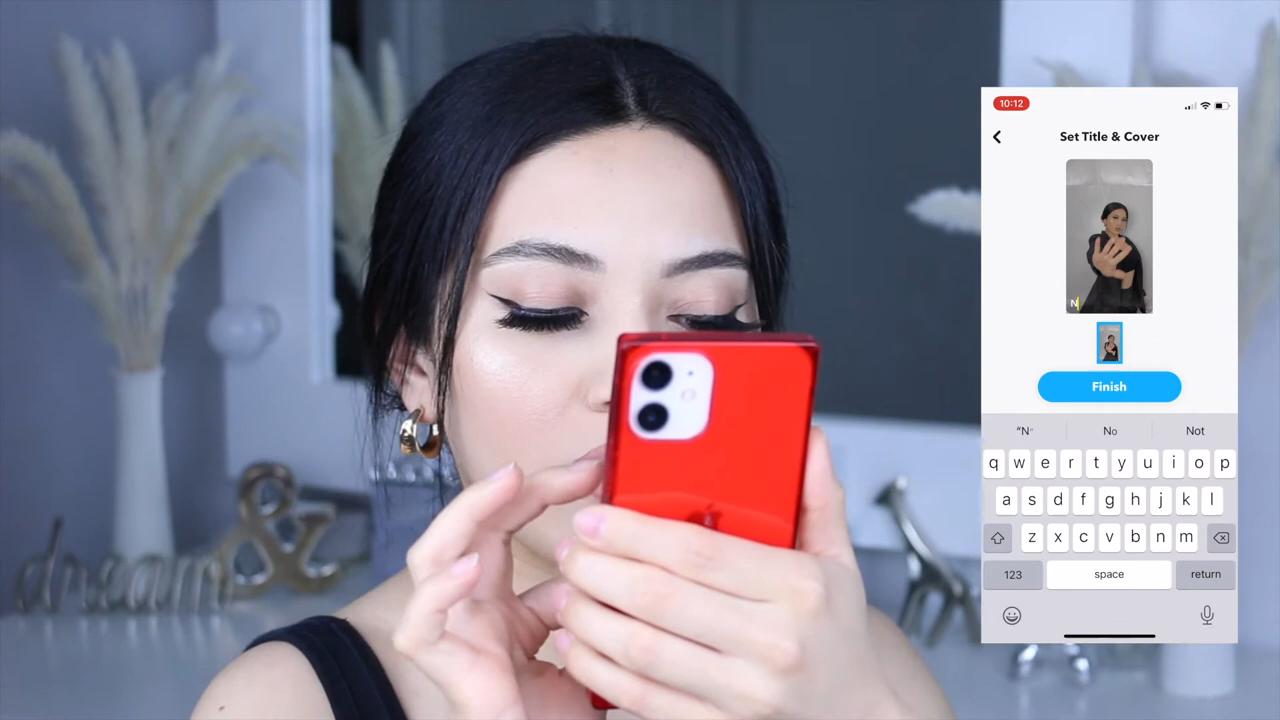 dream
&
10:12
Set Title & Cover
N
Finish
“N” No Not
q w e r t y u i o p
a s d f g h j k l
z x c v b n m
123 space return